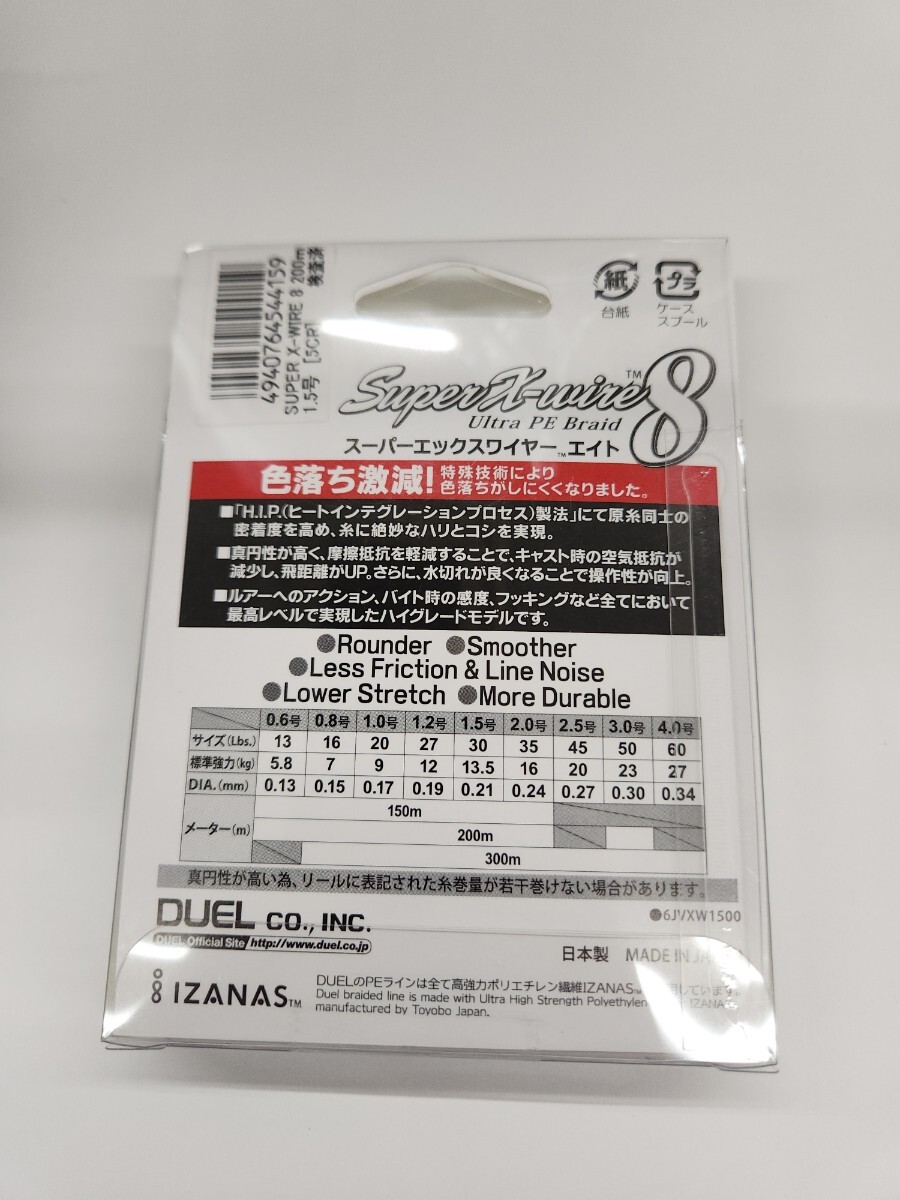 4940764544159
SUPER X-WIRE 8 200m
1.5号 [5CR]
検査済
紙
台紙
プラ
ケース
スプール
Super X-wire™ 8
Ultra PE Braid
スーパーエックスワイヤー™エイト
色落ち激減! 特殊技術により
色落ちがしにくくなりました。
■「H.I.P.(ヒートインテグレーションプロセス)製法」にて原糸同士の
密着度を高め、糸に絶妙なハリとコシを実現。
■真円性が高く、摩擦抵抗を軽減することで、キャスト時の空気抵抗が
減少し、飛距離がUP。さらに、水切れが良くなることで操作性が向上。
■ルアーへのアクション、バイト時の感度、フッキングなど全てにおいて
最高レベルで実現したハイグレードモデルです。
●Rounder ●Smoother
●Less Friction & Line Noise
●Lower Stretch ●More Durable
0.6号 0.8号 1.0号 1.2号 1.5号 2.0号 2.5号 3.0号 4.0号
サイズ(Lbs.) 13 16 20 27 30 35 45 50 60
標準強力(kg) 5.8 7 9 12 13.5 16 20 23 27
DIA.(mm) 0.13 0.15 0.17 0.19 0.21 0.24 0.27 0.30 0.34
150m
メーター(m) 200m
300m
真円性が高い為、リールに表記された糸巻量が若干巻けない場合があります。
DUEL CO., INC.
●6JVXW1500
DUEL Official Site http://www.duel.co.jp
日本製 MADE IN
IZANAS™
DUELのPEラインは全て高強力ポリエチレン繊維IZANAS しています。
Duel braided line is made with Ultra High Strength Polyethylen IZANAS
manufactured by Toyobo Japan.